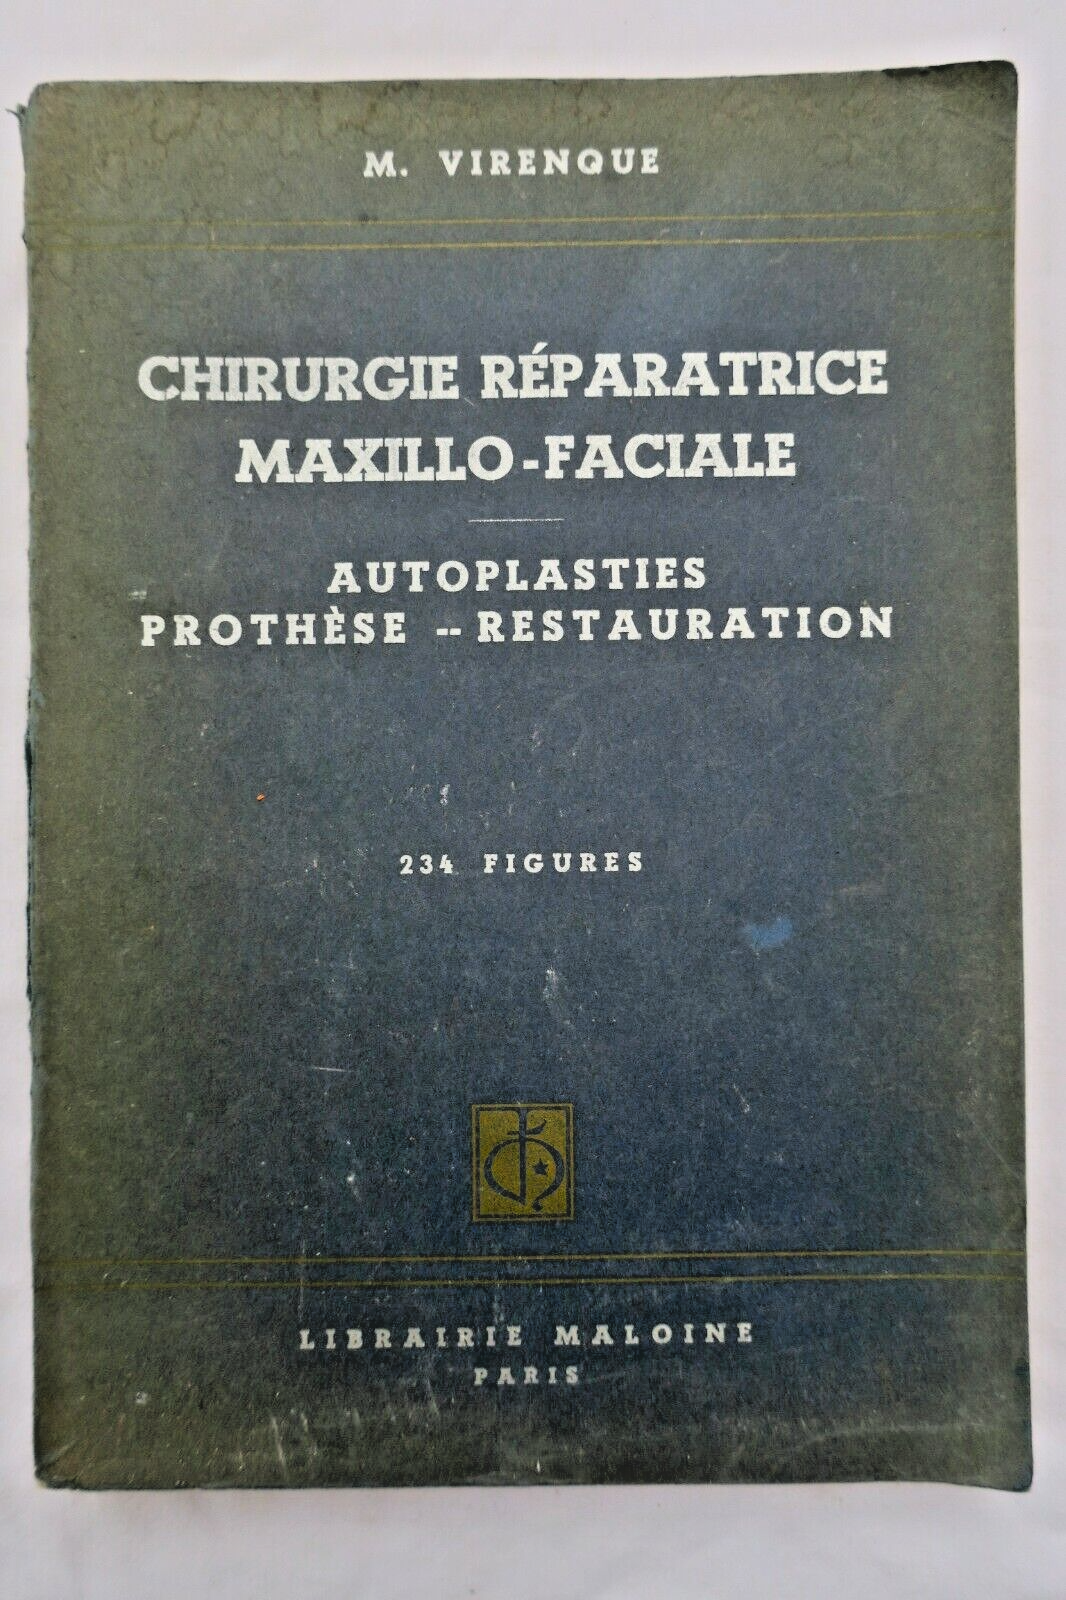 M. VIRENQUE
CHIRURGIE RÉPARATRICE
MAXILLO-FACIALE
AUTOPLASTIES
PROTHÈSE -- RESTAURATION
234 FIGURES
LIBRAIRIE MALOINE
PARIS